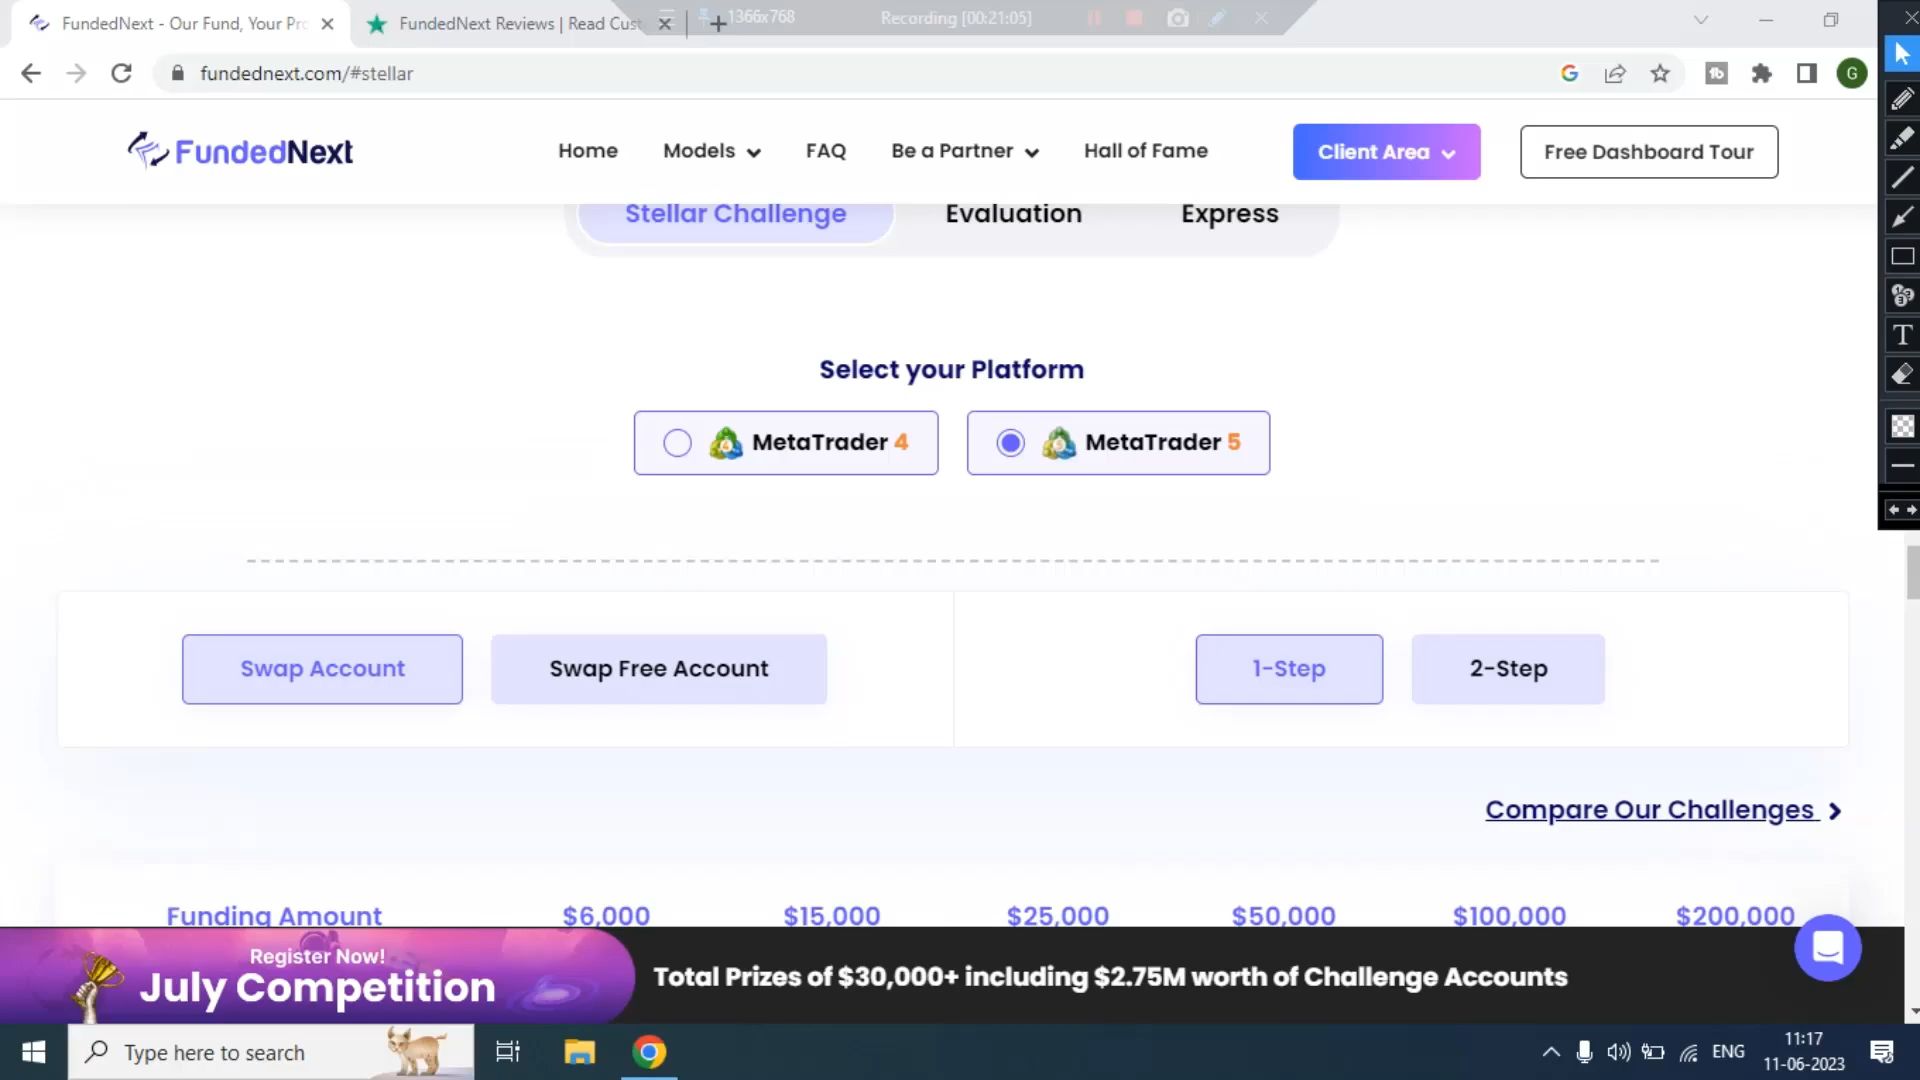 FundedNext - Our Fund, Your Pro
FundedNext Reviews | Read Cust
1366x768
Recording [00:21:05]
fundednext.com/#stellar
G
FundedNext
Home
Models
FAQ
Be a Partner
Hall of Fame
Client Area
Free Dashboard Tour
Stellar Challenge
Evaluation
Express
Select your Platform
MetaTrader 4
MetaTrader 5
Swap Account
Swap Free Account
1-Step
2-Step
Compare Our Challenges
Funding Amount
$6,000
$15,000
$25,000
$50,000
$100,000
$200,000
Register Now!
July Competition
Total Prizes of $30,000+ including $2.75M worth of Challenge Accounts
Type here to search
ENG
11:17
11-06-2023